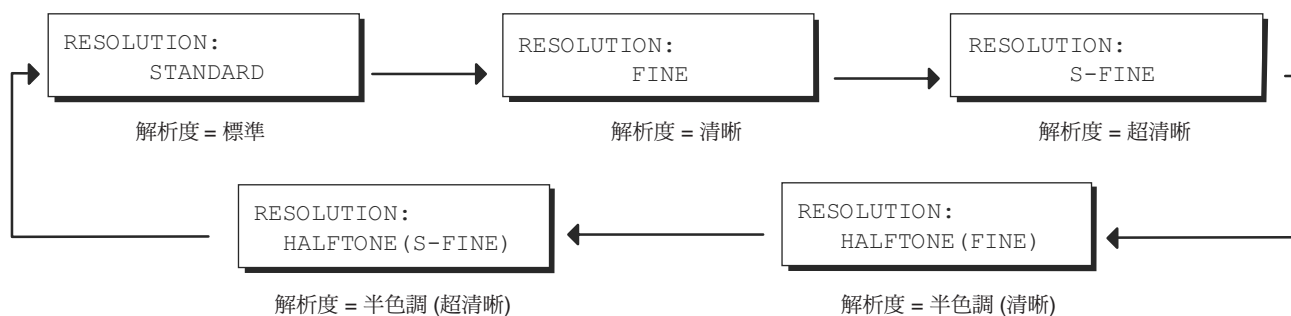 RESOLUTION:
STANDARD
解析度 = 標準
RESOLUTION:
FINE
解析度 = 清晰
RESOLUTION:
S-FINE
解析度 = 超清晰
RESOLUTION:
HALFTONE(S-FINE)
解析度 = 半色調 (超清晰)
RESOLUTION:
HALFTONE(FINE)
解析度 = 半色調 (清晰)